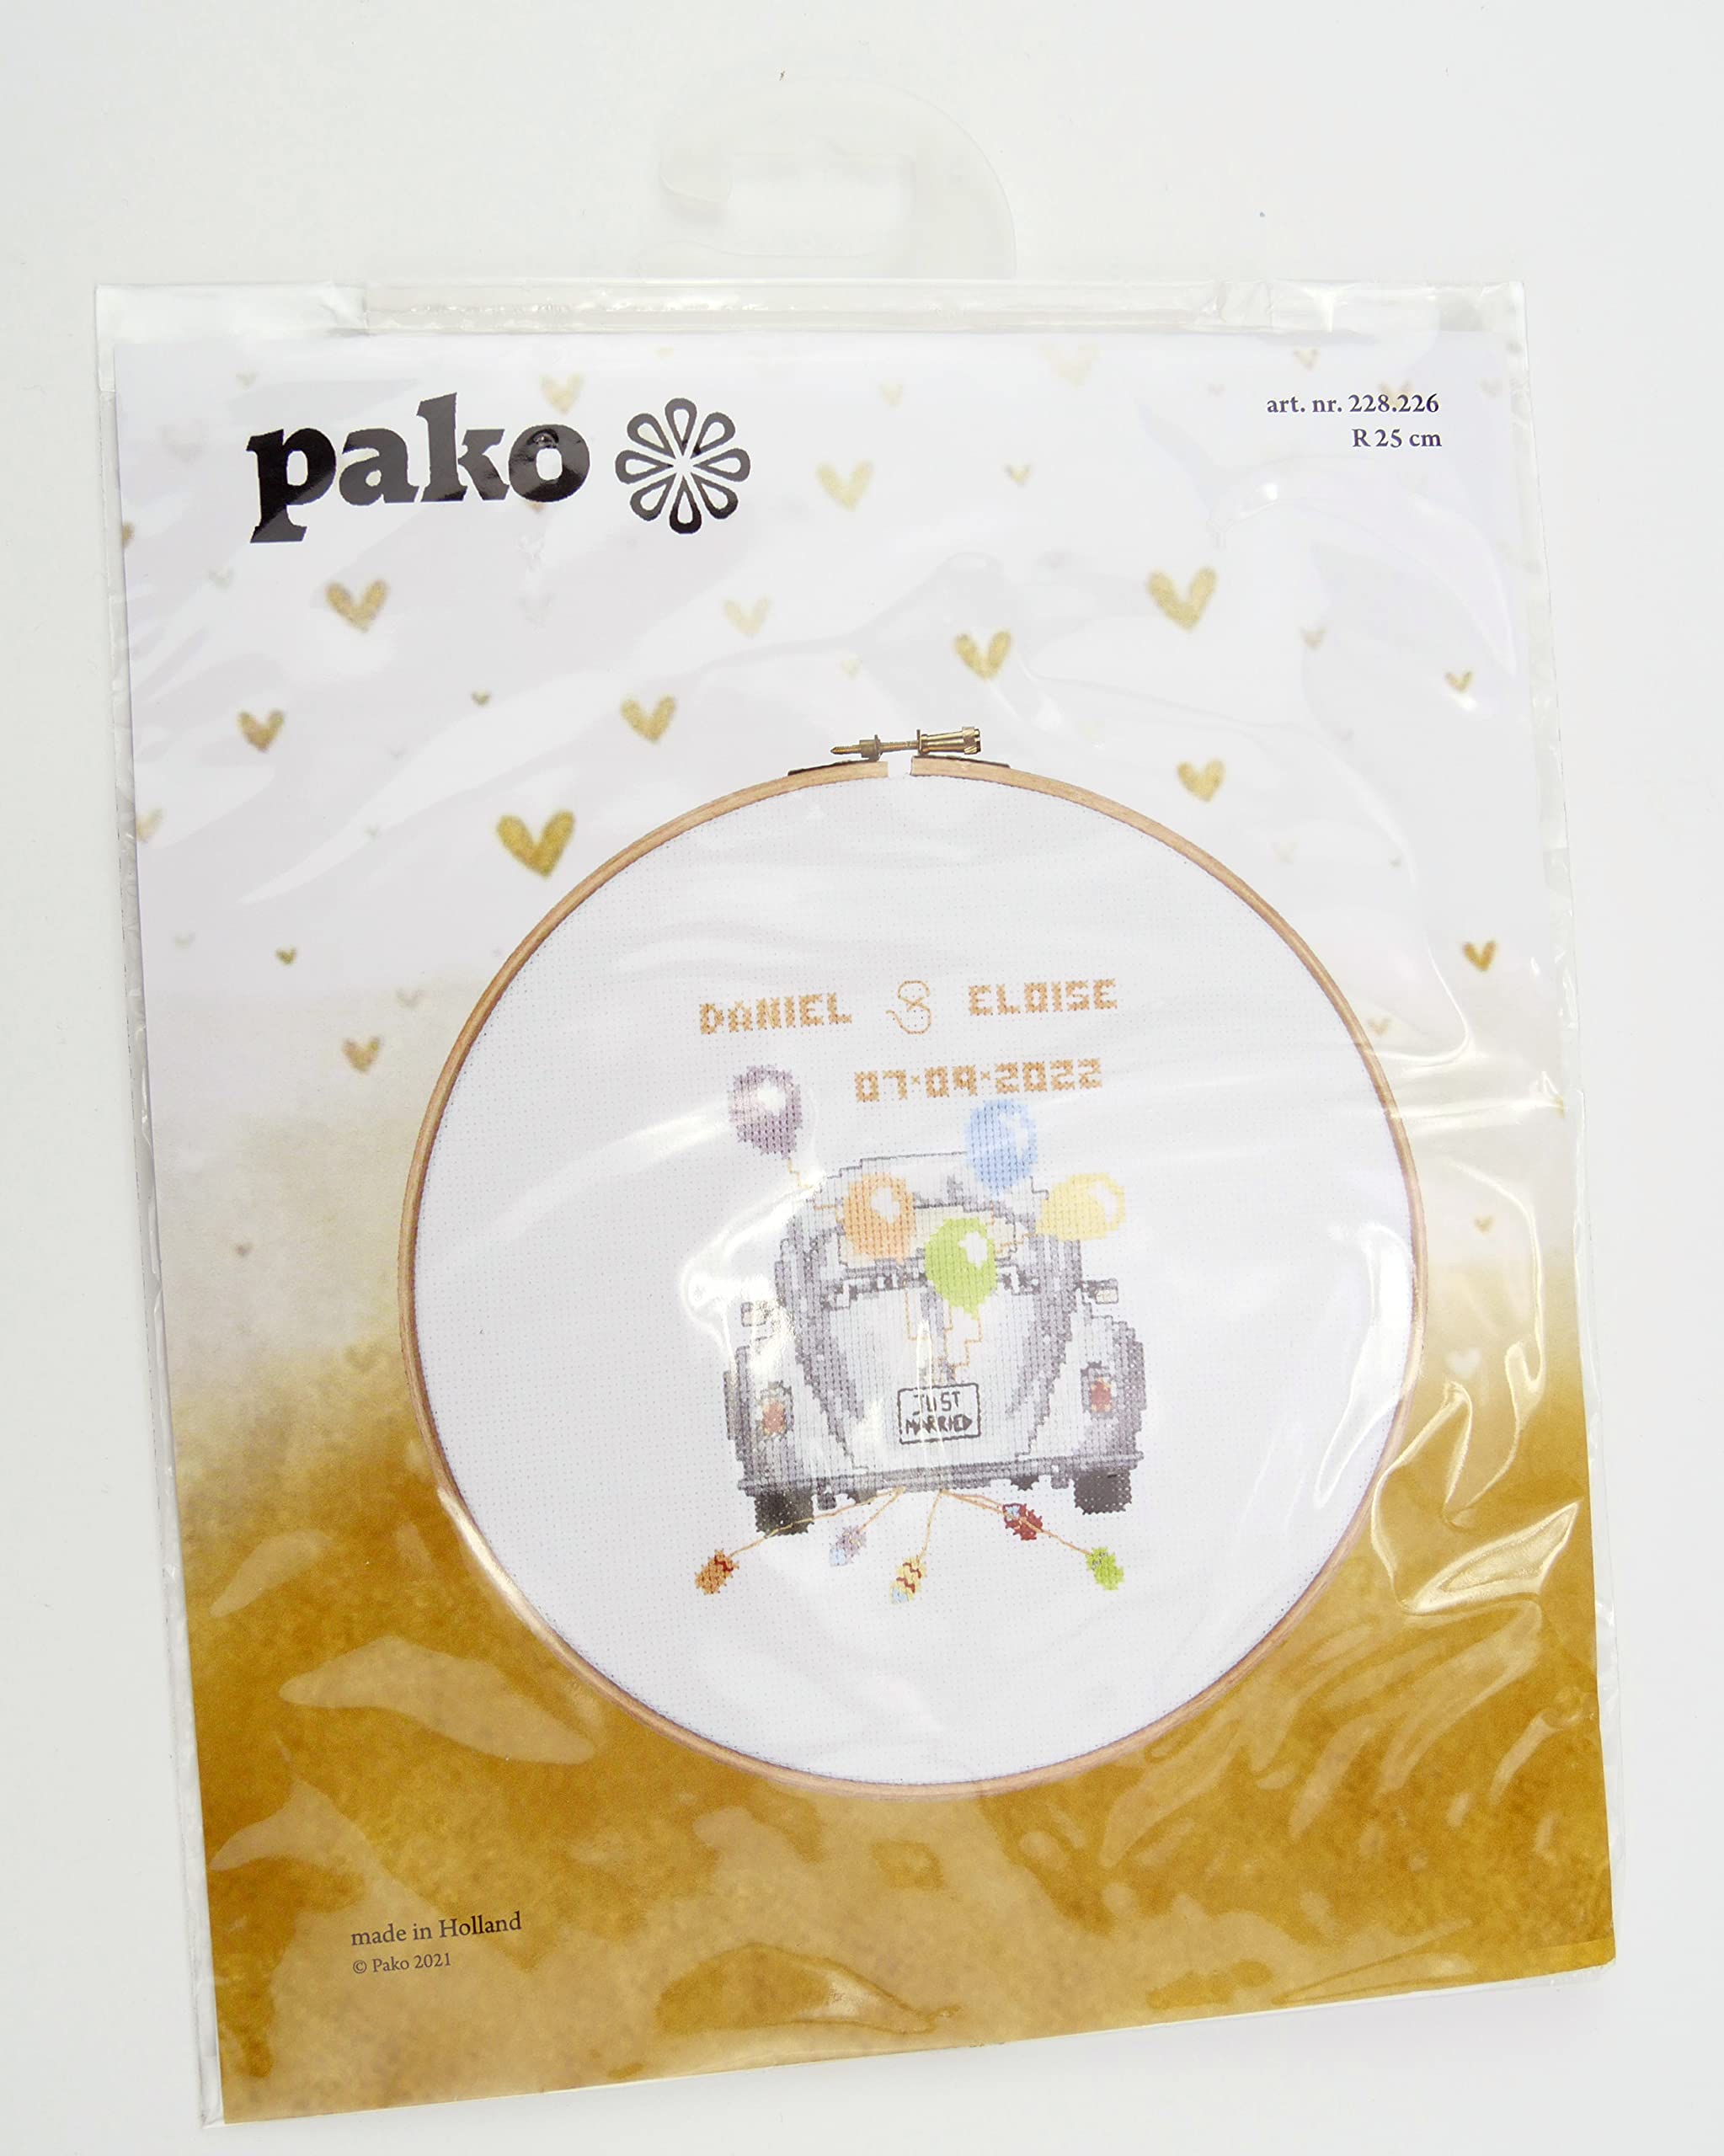 pako
art. nr. 228.226
R 25 cm
DANIEL & ELOISE
07·09·2022
JUST
MARRIED
made in Holland
© Pako 2021